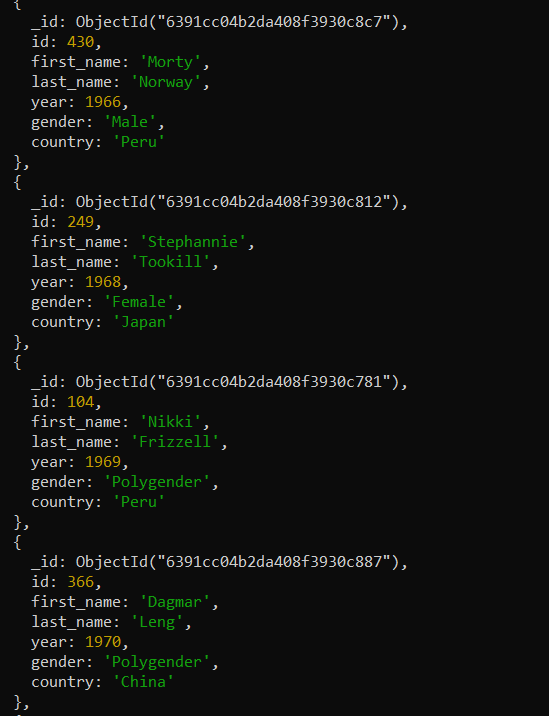 {
_id: ObjectId("6391cc04b2da408f3930c8c7"),
id: 430,
first_name: 'Morty',
last_name: 'Norway',
year: 1966,
gender: 'Male',
country: 'Peru'
},
{
_id: ObjectId("6391cc04b2da408f3930c812"),
id: 249,
first_name: 'Stephannie',
last_name: 'Tookill',
year: 1968,
gender: 'Female',
country: 'Japan'
},
{
_id: ObjectId("6391cc04b2da408f3930c781"),
id: 104,
first_name: 'Nikki',
last_name: 'Frizzell',
year: 1969,
gender: 'Polygender',
country: 'Peru'
},
{
_id: ObjectId("6391cc04b2da408f3930c887"),
id: 366,
first_name: 'Dagmar',
last_name: 'Leng',
year: 1970,
gender: 'Polygender',
country: 'China'
},